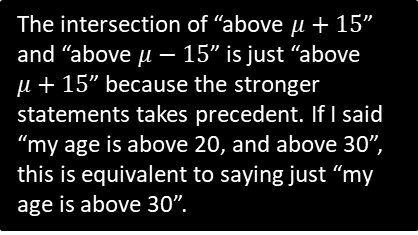 The intersection of “above μ + 15”
and “above μ − 15” is just “above
μ + 15” because the stronger
statements takes precedent. If I said
“my age is above 20, and above 30”,
this is equivalent to saying just “my
age is above 30”.